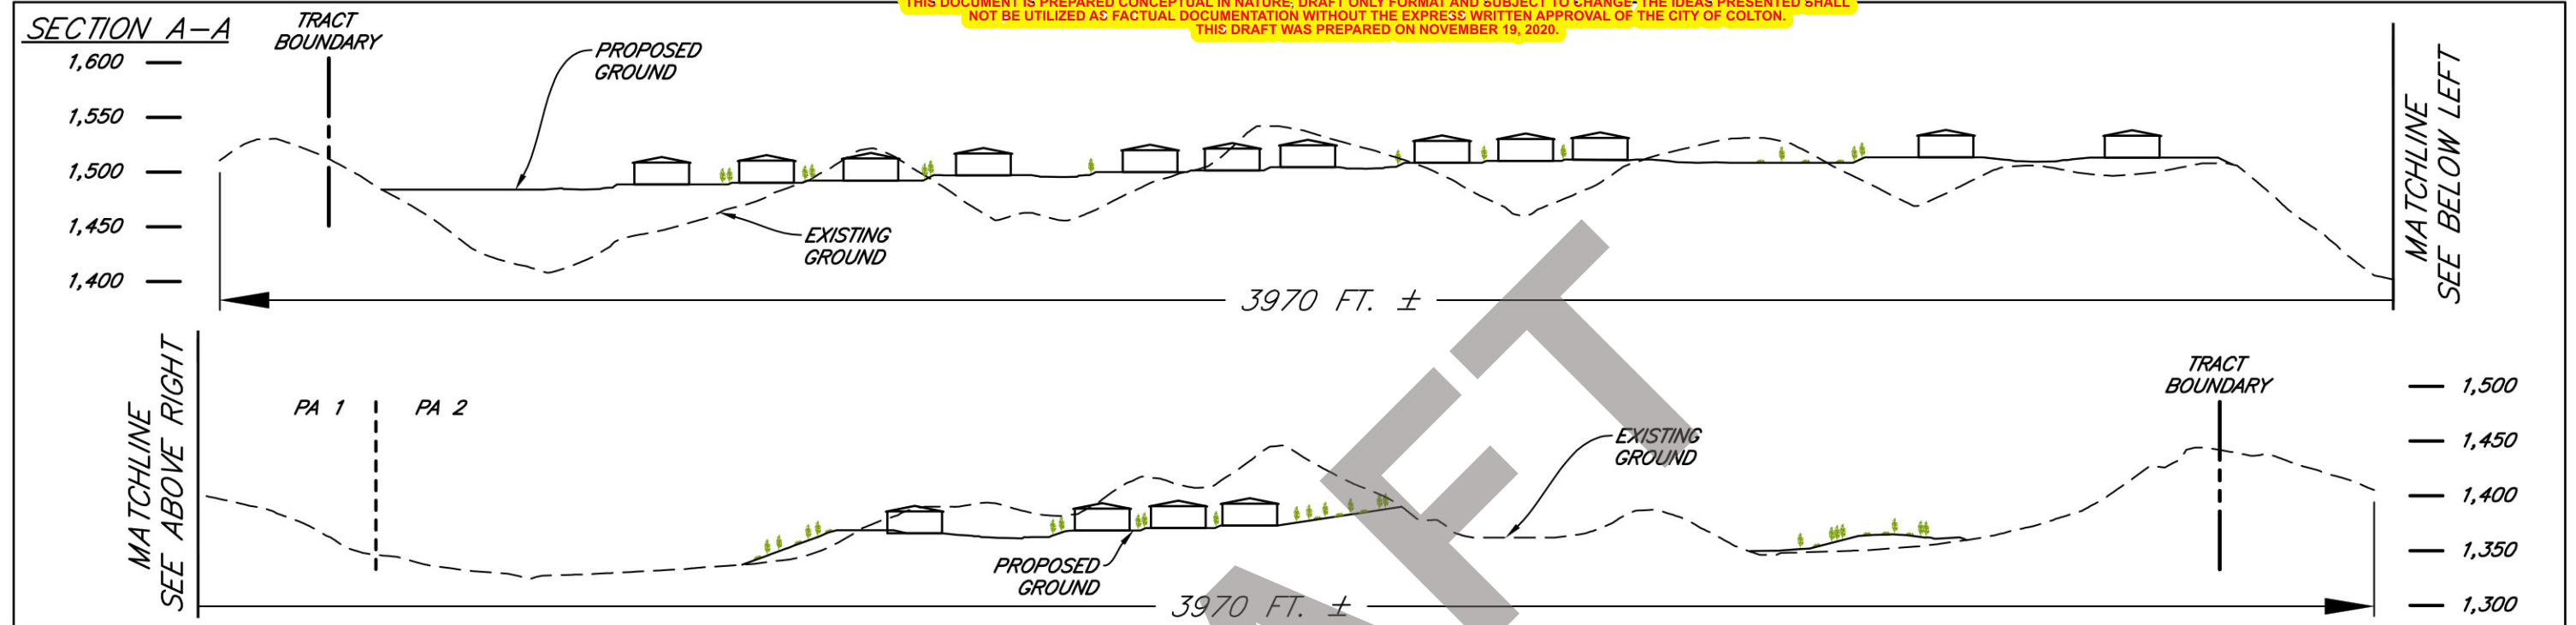 THIS DOCUMENT IS PREPARED CONCEPTUAL IN NATURE; DRAFT ONLY FORMAT AND SUBJECT TO CHANGE- THE IDEAS PRESENTED SHALL
NOT BE UTILIZED AS FACTUAL DOCUMENTATION WITHOUT THE EXPRESS WRITTEN APPROVAL OF THE CITY OF COLTON.
THIS DRAFT WAS PREPARED ON NOVEMBER 19, 2020.
SECTION A-A
TRACT
BOUNDARY
PROPOSED
GROUND
1,600
1,550
1,500
1,450
1,400
EXISTING
GROUND
MATCHLINE
SEE BELOW LEFT
3970 FT. ±
MATCHLINE
SEE ABOVE RIGHT
PA 1
PA 2
TRACT
BOUNDARY
EXISTING
GROUND
PROPOSED
GROUND
1,500
1,450
1,400
1,350
1,300
3970 FT. ±